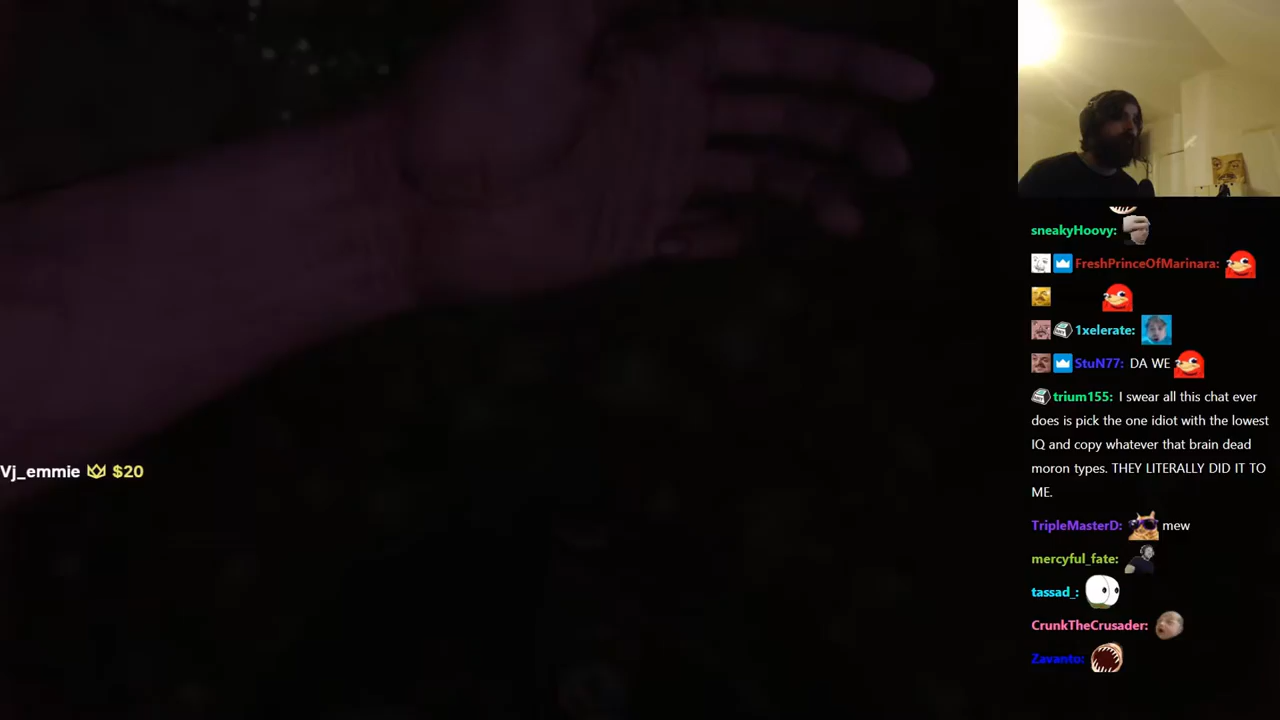 sneakyHoovy:
FreshPrinceOfMarinara:
1xelerate:
StuN77: DA WE
trium155: I swear all this chat ever
does is pick the one idiot with the lowest
IQ and copy whatever that brain dead
moron types. THEY LITERALLY DID IT TO
ME.
Vj_emmie $20
TripleMasterD: mew
mercyful_fate:
tassad_:
CrunkTheCrusader:
Zavantu: